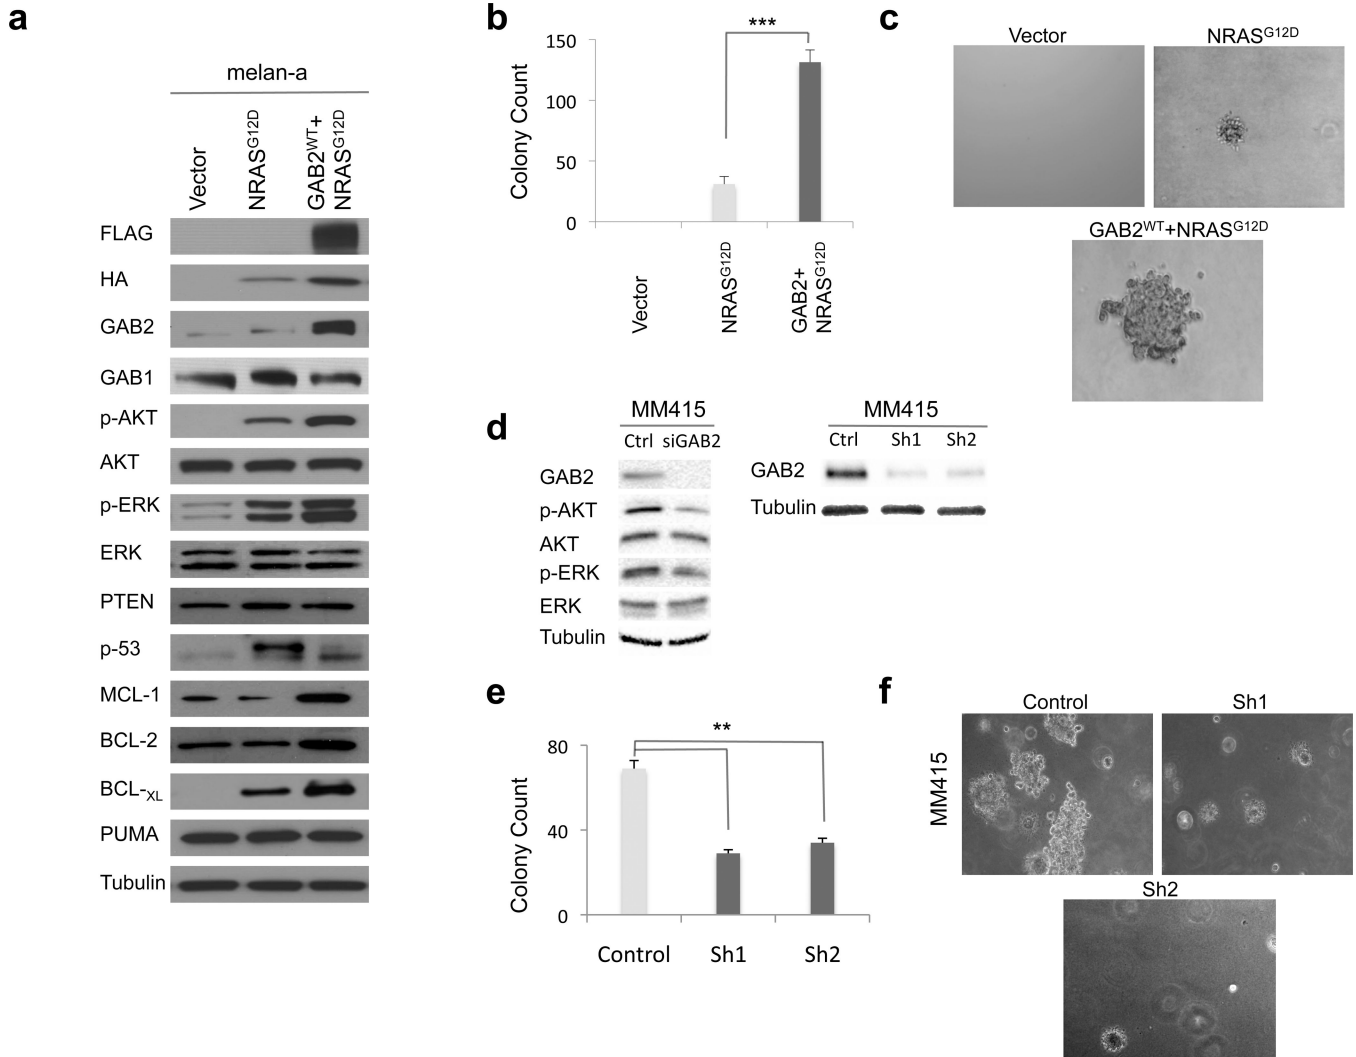 a
melan-a
Vector
NRASG12D
GAB2WT+
NRASG12D
FLAG
HA
GAB2
GAB1
p-AKT
AKT
p-ERK
ERK
PTEN
p-53
MCL-1
BCL-2
BCL-XL
PUMA
Tubulin
b
***
Colony Count
150
100
50
0
Vector
NRASG12D
GAB2+
NRASG12D
c
Vector
NRASG12D
GAB2WT+NRASG12D
d
MM415
Ctrl siGAB2
GAB2
p-AKT
AKT
p-ERK
ERK
Tubulin
MM415
Ctrl Sh1 Sh2
GAB2
Tubulin
e
**
Colony Count
80
40
0
Control Sh1 Sh2
f
Control Sh1
MM415
Sh2